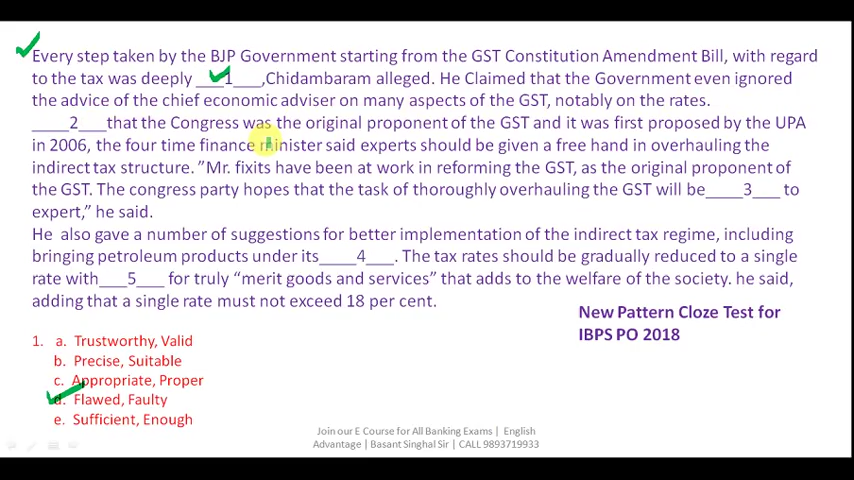 Every step taken by the BJP Government starting from the GST Constitution Amendment Bill, with regard
to the tax was deeply ___1___,Chidambaram alleged. He Claimed that the Government even ignored
the advice of the chief economic adviser on many aspects of the GST, notably on the rates.
____2___that the Congress was the original proponent of the GST and it was first proposed by the UPA
in 2006, the four time finance minister said experts should be given a free hand in overhauling the
indirect tax structure. ”Mr. fixits have been at work in reforming the GST, as the original proponent of
the GST. The congress party hopes that the task of thoroughly overhauling the GST will be____3___ to
expert,” he said.
He also gave a number of suggestions for better implementation of the indirect tax regime, including
bringing petroleum products under its____4___. The tax rates should be gradually reduced to a single
rate with___5___ for truly “merit goods and services” that adds to the welfare of the society. he said,
adding that a single rate must not exceed 18 per cent.
New Pattern Cloze Test for
IBPS PO 2018
1. a. Trustworthy, Valid
b. Precise, Suitable
c. Appropriate, Proper
d. Flawed, Faulty
e. Sufficient, Enough
Join our E Course for All Banking Exams | English
Advantage | Basant Singhal Sir | CALL 9893719933